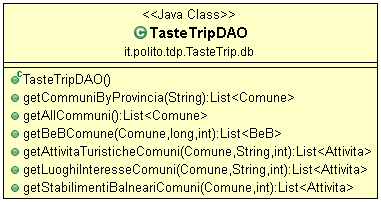 <<Java Class>>
TasteTripDAO
it.polito.tdp.TasteTrip.db
TasteTripDAO()
getCommuniByProvincia(String):List<Comune>
getAllCommuni():List<Comune>
getBeBComune(Comune,long,int):List<BeB>
getAttivitaTuristicheComuni(Comune,String,int):List<Attivita>
getLuoghiInteresseComuni(Comune,String,int):List<Attivita>
getStabilimentiBalneariComuni(Comune,int):List<Attivita>